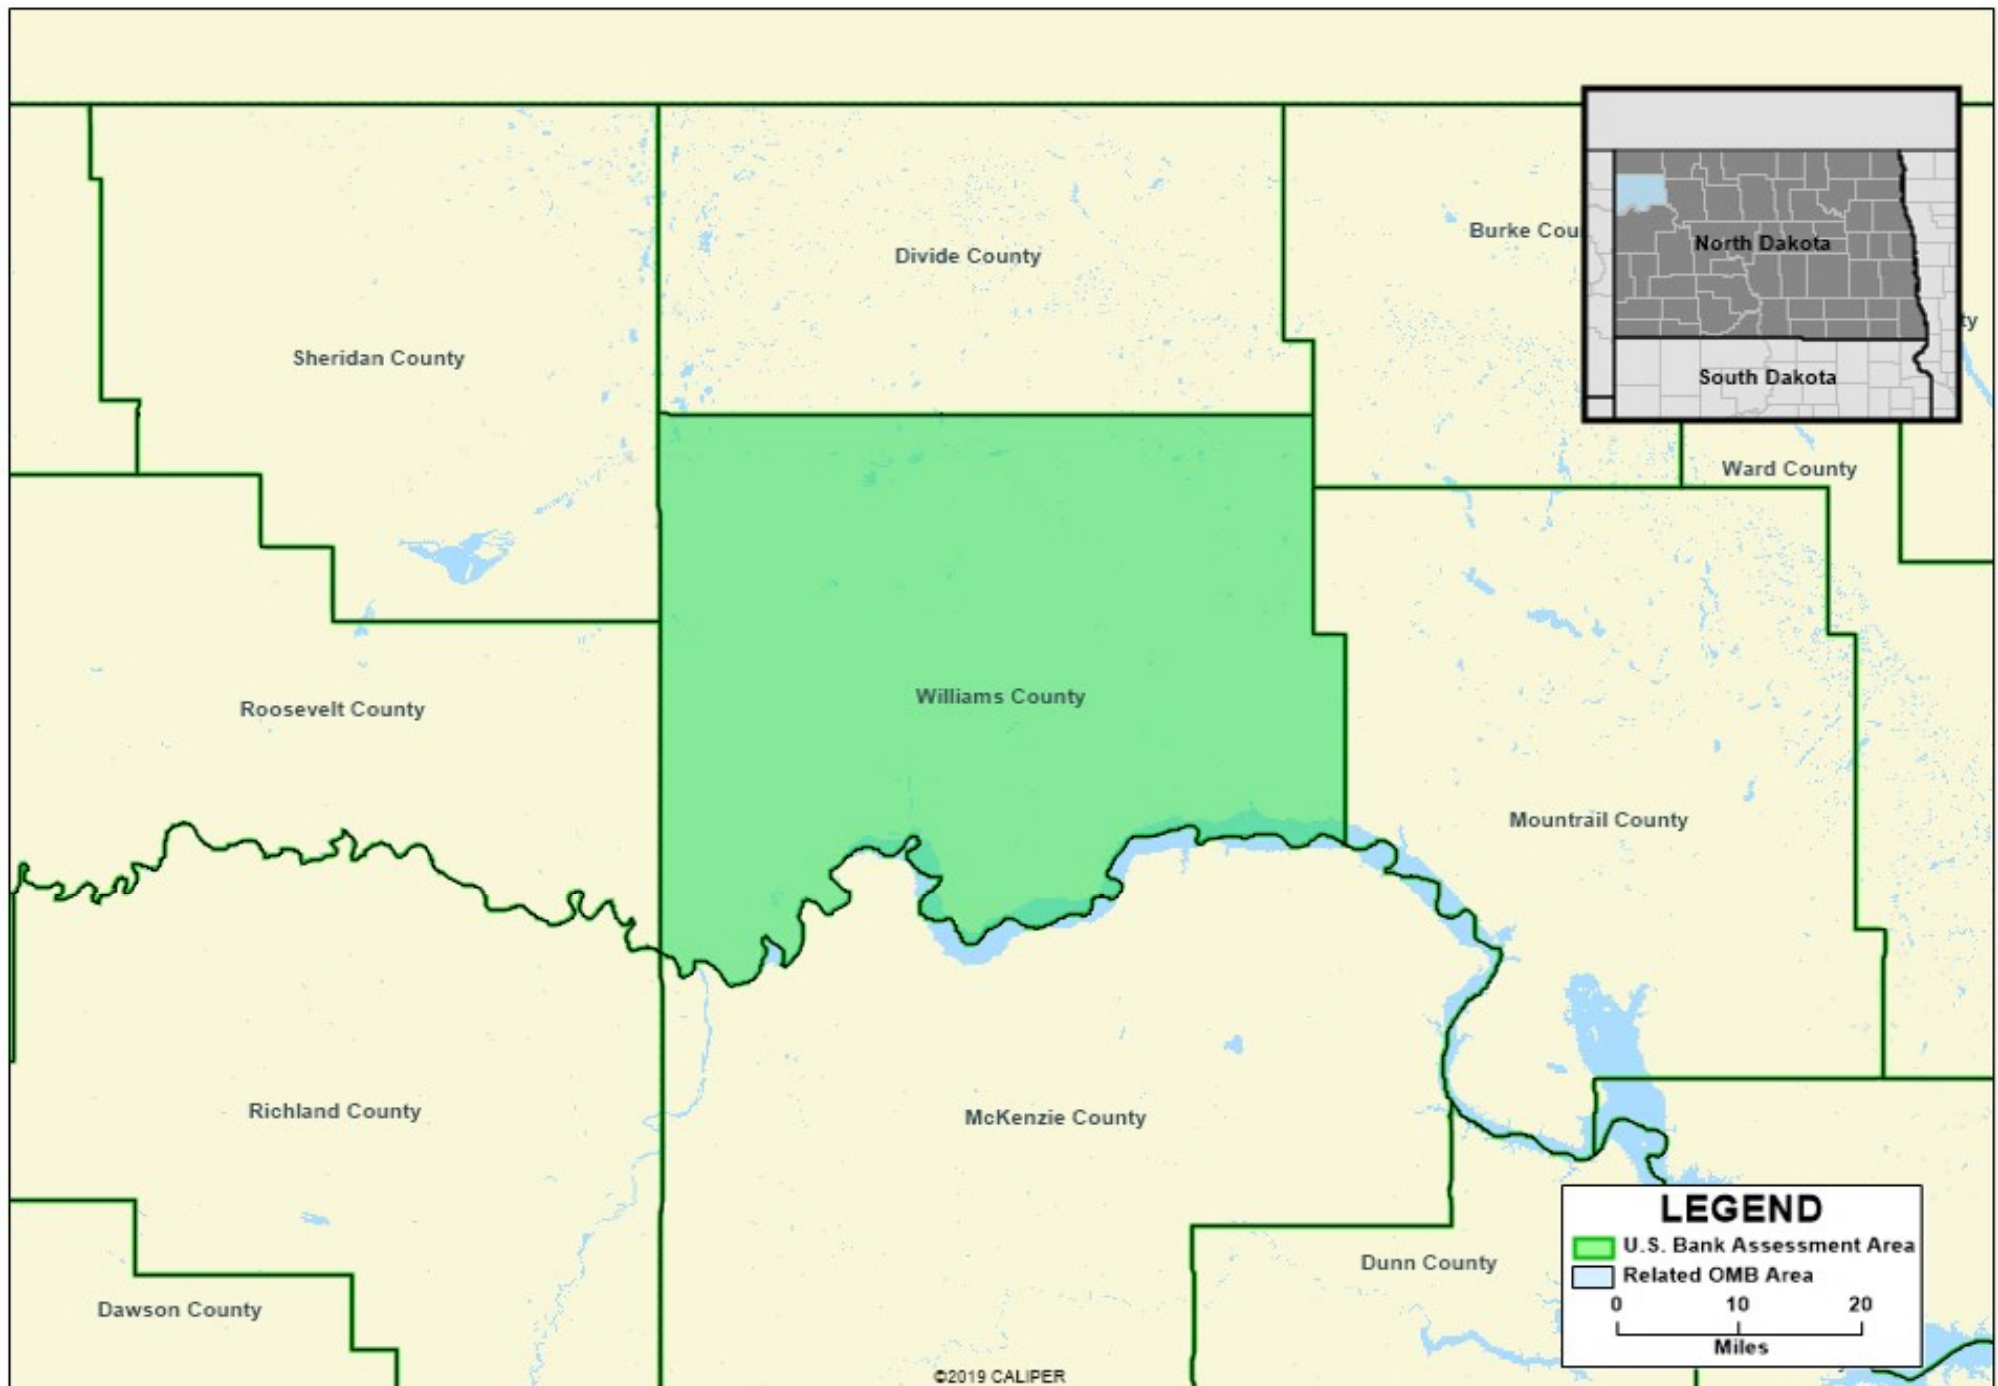 Burke Cou
North Dakota
Divide County
ty
Sheridan County
South Dakota
Ward County
Williams County
Roosevelt County
Mountrail County
Richland County
McKenzie County
LEGEND
U.S. Bank Assessment Area
Related OMB Area
0 10 20
Miles
Dunn County
Dawson County
©2019 CALIPER